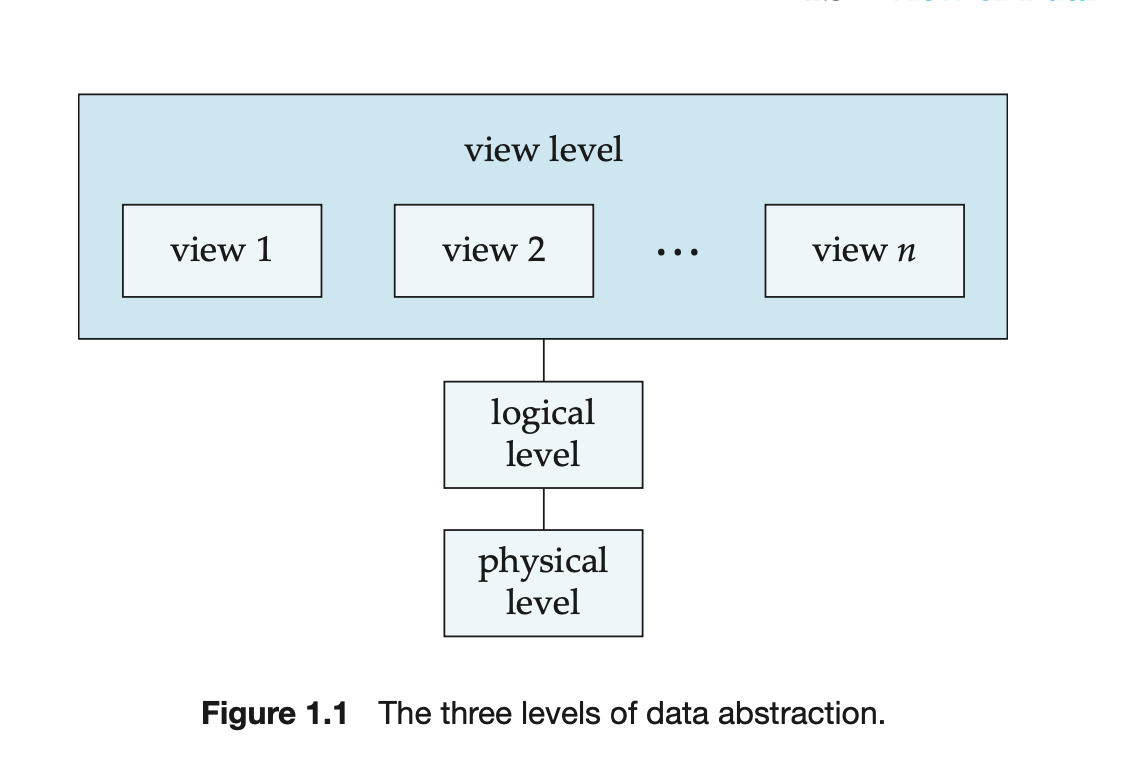 view level
view 1 view 2 ... view n
logical
level
physical
level
Figure 1.1 The three levels of data abstraction.